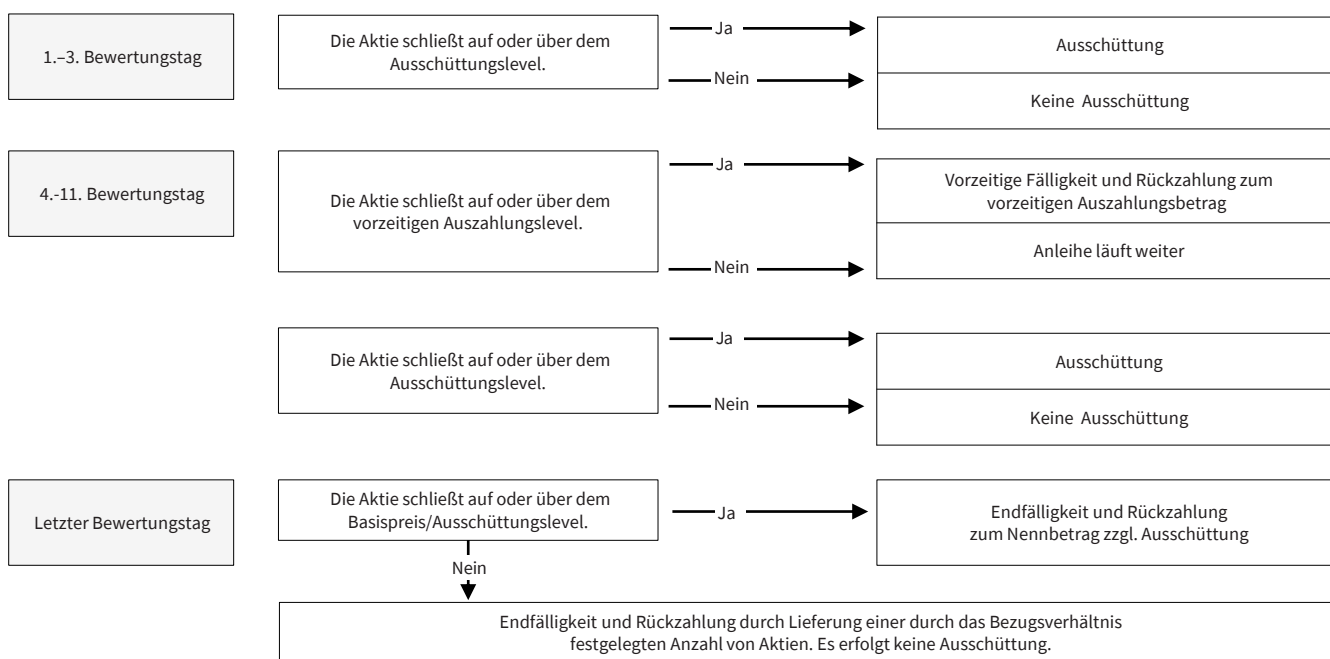 1.–3. Bewertungstag
Die Aktie schließt auf oder über dem
Ausschüttungslevel.
Ja
Nein
Ausschüttung
Keine Ausschüttung
4.-11. Bewertungstag
Die Aktie schließt auf oder über dem
vorzeitigen Auszahlungslevel.
Ja
Nein
Vorzeitige Fälligkeit und Rückzahlung zum
vorzeitigen Auszahlungsbetrag
Anleihe läuft weiter
Die Aktie schließt auf oder über dem
Ausschüttungslevel.
Ja
Nein
Ausschüttung
Keine Ausschüttung
Letzter Bewertungstag
Die Aktie schließt auf oder über dem
Basispreis/Ausschüttungslevel.
Ja
Endfälligkeit und Rückzahlung
zum Nennbetrag zzgl. Ausschüttung
Nein
Endfälligkeit und Rückzahlung durch Lieferung einer durch das Bezugsverhältnis
festgelegten Anzahl von Aktien. Es erfolgt keine Ausschüttung.